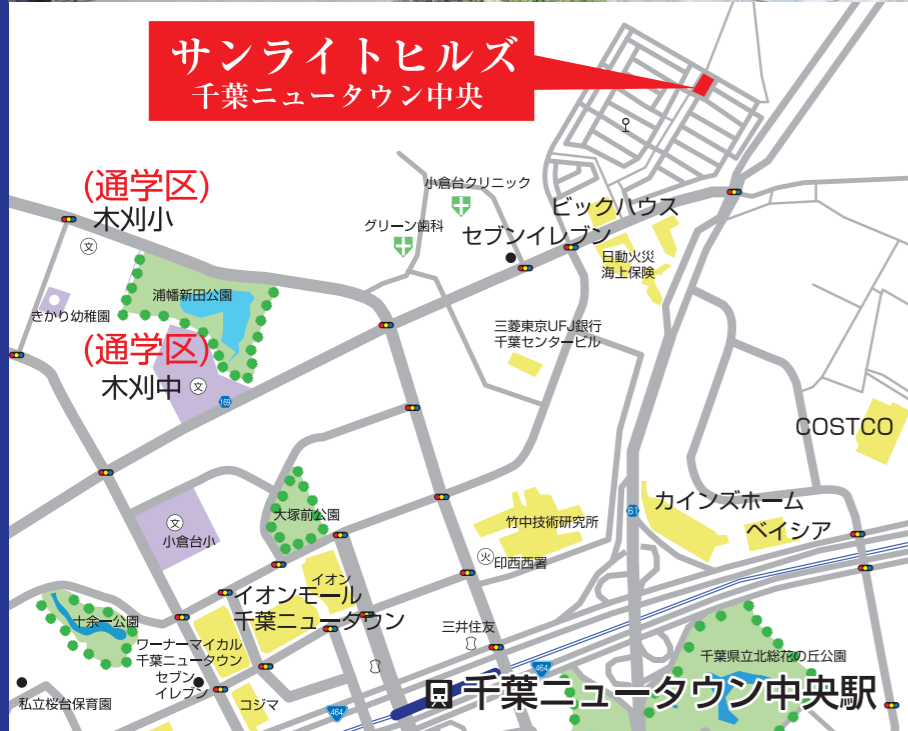 サンライトヒルズ
千葉ニュータウン中央
(通学区)
木刈小
文
小倉台クリニック
グリーン歯科
ビックハウス
セブンイレブン
日動火災
海上保険
浦幡新田公園
きかり幼稚園
三菱東京UFJ銀行
千葉センタービル
(通学区)
木刈中
文
169
COSTCO
カインズホーム
ベイシア
61
大塚前公園
文
小倉台小
竹中技術研究所
火
印西西署
イオン
イオンモール
千葉ニュータウン
十余一公園
ワーナーマイカル
千葉ニュータウン
セブン
イレブン
三井住友
千葉県立北総花の丘公園
464
千葉ニュータウン中央駅
私立桜台保育園
コジマ
464